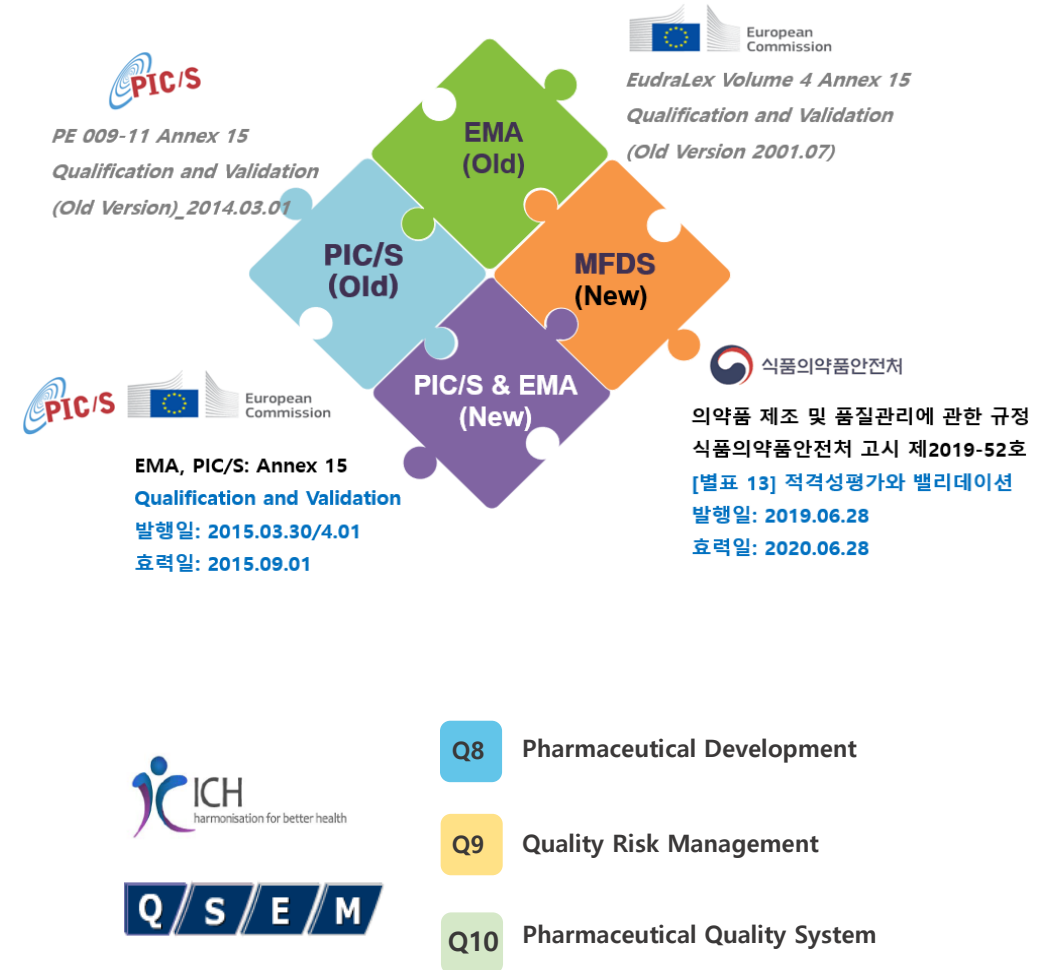 European
Commission
EudraLex Volume 4 Annex 15
Qualification and Validation
(Old Version 2001.07)
PIC/S
PE 009-11 Annex 15
Qualification and Validation
(Old Version)_2014.03.01
EMA
(Old)
PIC/S
(Old)
MFDS
(New)
PIC/S & EMA
(New)
PIC/S
European
Commission
EMA, PIC/S: Annex 15
Qualification and Validation
발행일: 2015.03.30/4.01
효력일: 2015.09.01
식품의약품안전처
의약품 제조 및 품질관리에 관한 규정
식품의약품안전처 고시 제2019-52호
[별표 13] 적격성평가와 밸리데이션
발행일: 2019.06.28
효력일: 2020.06.28
ICH
harmonisation for better health
Q S E M
Q8 Pharmaceutical Development
Q9 Quality Risk Management
Q10 Pharmaceutical Quality System